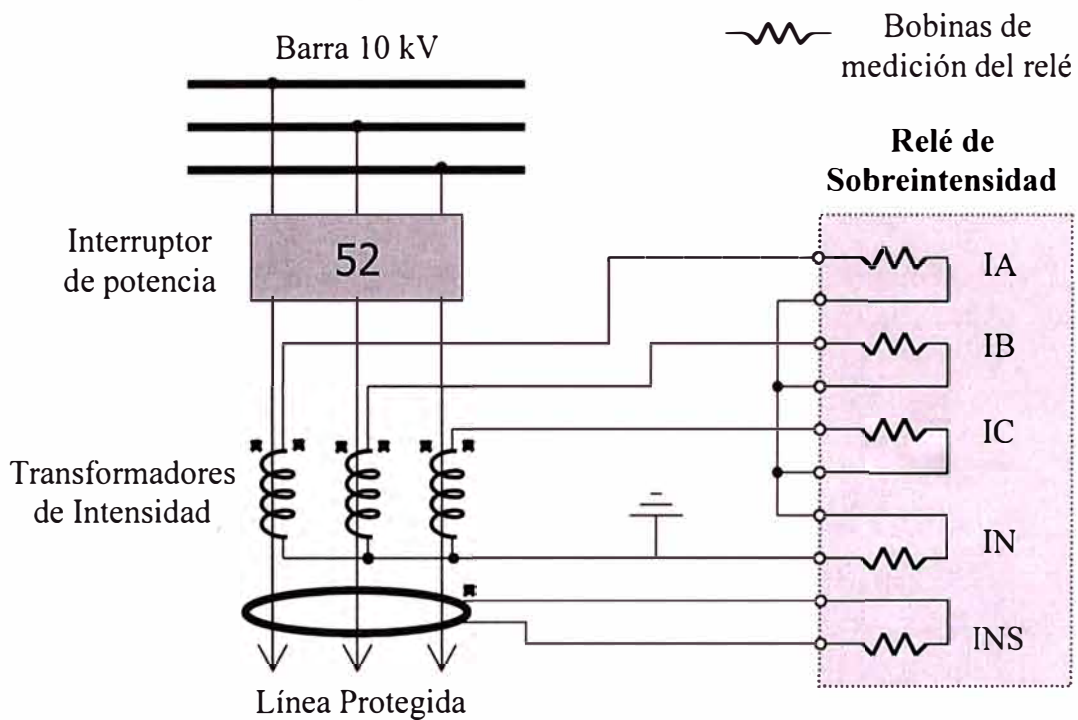 Barra 10 kV
Bobinas de
medición del relé
Relé de
Sobreintensidad
Interruptor
de potencia
52
IA
IB
IC
Transformadores
de Intensidad
IN
INS
Línea Protegida